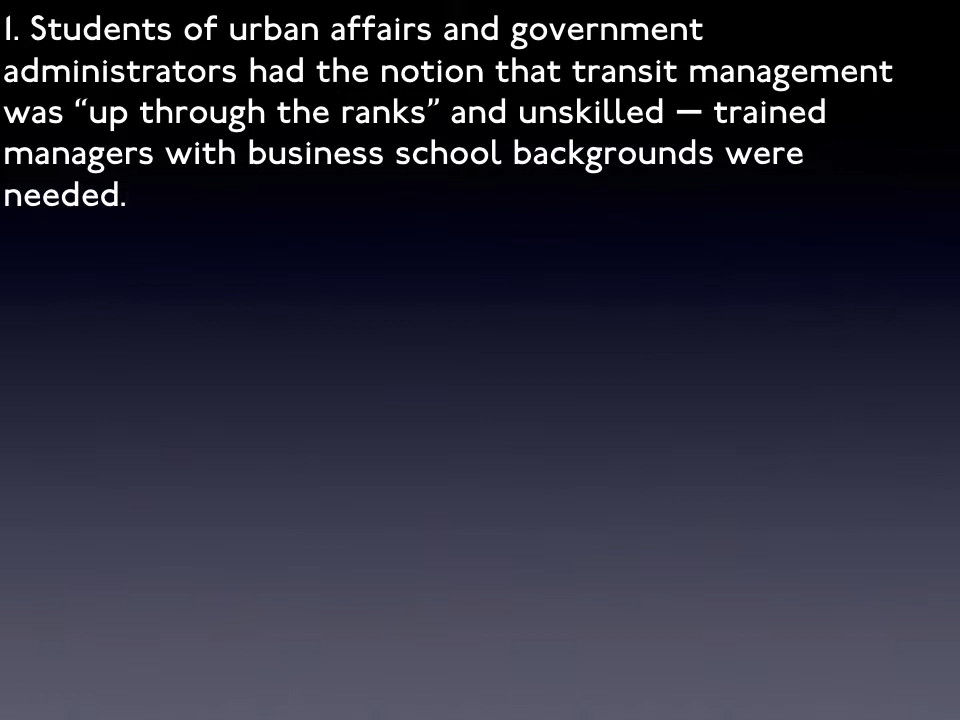 1. Students of urban affairs and government
administrators had the notion that transit management
was “up through the ranks” and unskilled — trained
managers with business school backgrounds were
needed.